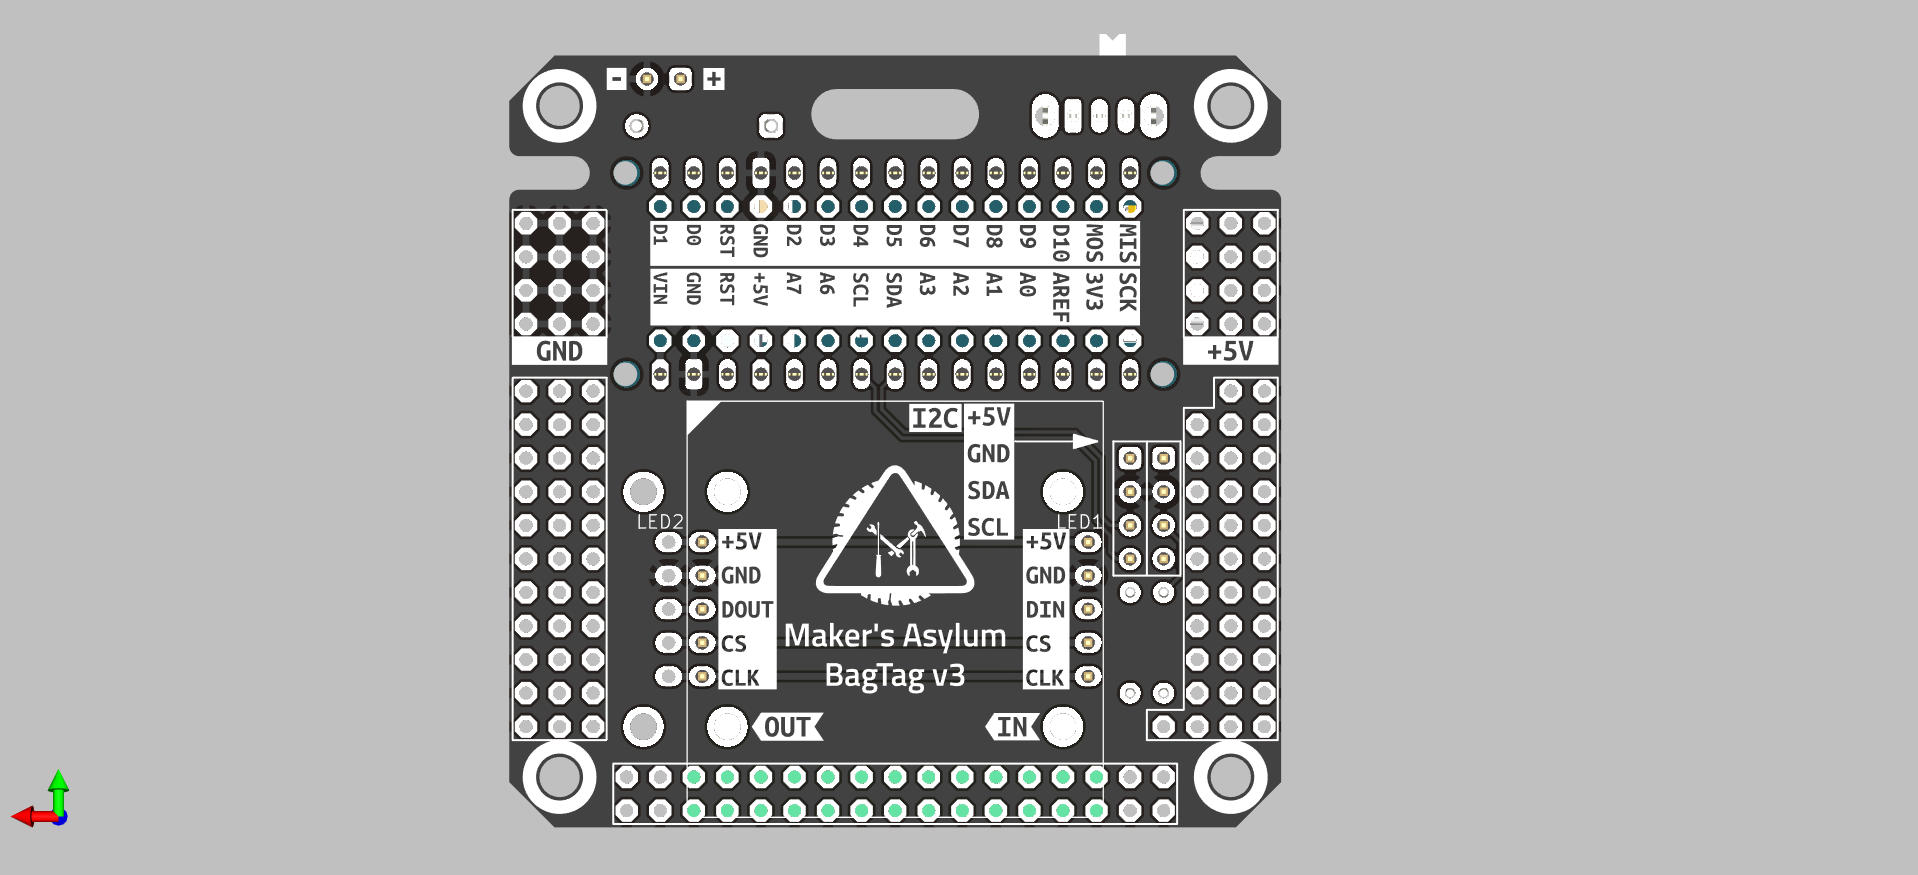 - +
D1 D0 RST GND D2 D3 D4 D5 D6 D7 D8 D9 D10 MOS MIS
VIN GND RST +5V A7 A6 SCL SDA A3 A2 A1 A0 AREF 3V3 SCK
GND
+5V
I2C
+5V
GND
SDA
SCL
LED2
+5V
GND
DOUT
CS
CLK
LED1
+5V
GND
DIN
CS
CLK
Maker's Asylum
BagTag v3
OUT
IN